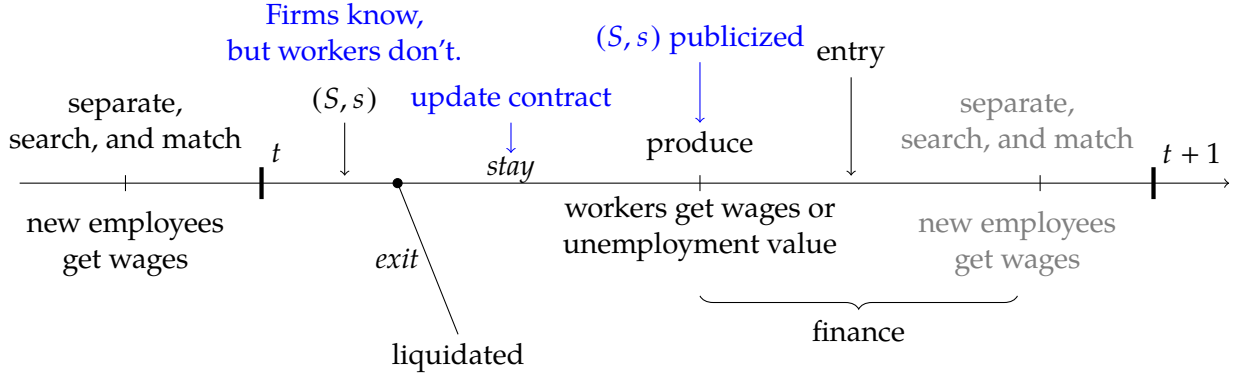 Firms know,
but workers don't.
(S, s) publicized
entry
separate,
search, and match
t
(S, s)
update contract
stay
produce
separate,
search, and match
t + 1
new employees
get wages
exit
liquidated
workers get wages or
unemployment value
finance
new employees
get wages